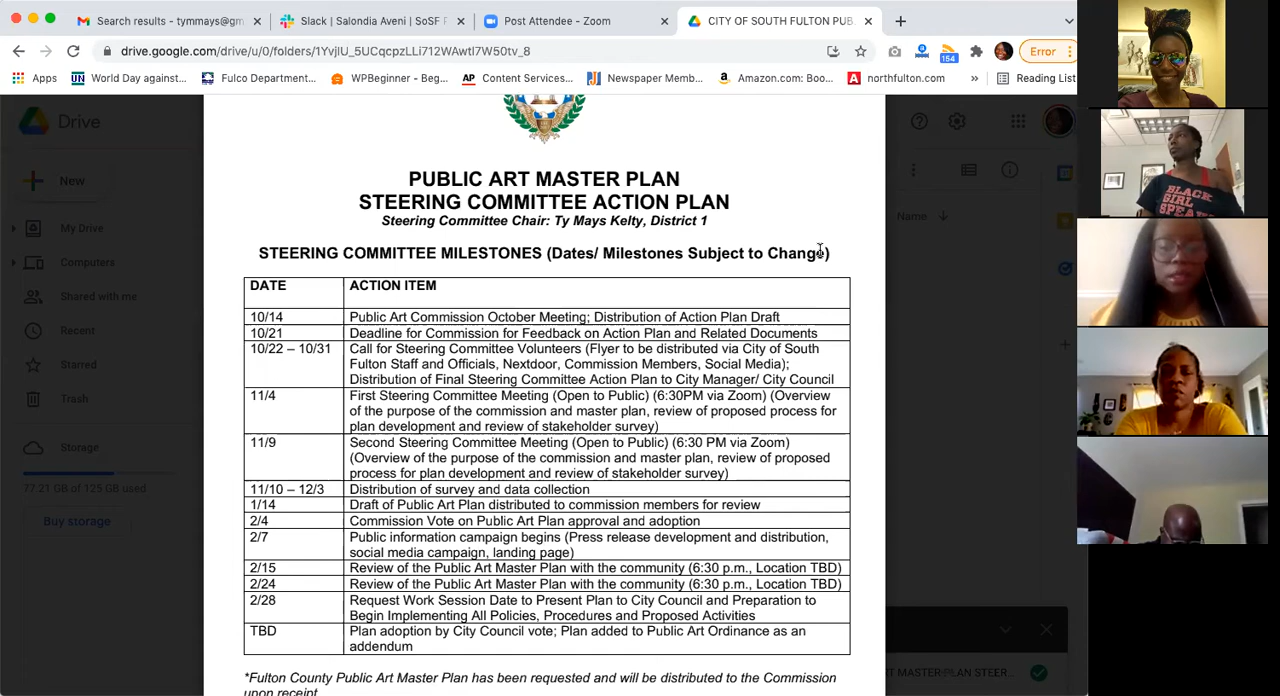 Search results - tymmays@gm
Slack | Salondia Aveni | SoSF F
Post Attendee - Zoom
CITY OF SOUTH FULTON PUB
drive.google.com/drive/u/0/folders/1YvjIU_5UCqcpzLLi712WAwtl7W50tv_8
154
Error
Apps
World Day against...
Fulco Department...
WPBeginner - Beg...
AP Content Services...
Newspaper Memb...
Amazon.com: Boo...
northfulton.com
»
Reading List
Drive
New
My Drive
Computers
Shared with me
Recent
Starred
Trash
Storage
77.21 GB of 125 GB used
Buy storage
Name
PUBLIC ART MASTER PLAN
STEERING COMMITTEE ACTION PLAN
Steering Committee Chair: Ty Mays Kelty, District 1
STEERING COMMITTEE MILESTONES (Dates/ Milestones Subject to Change)
DATE ACTION ITEM
10/14 Public Art Commission October Meeting; Distribution of Action Plan Draft
10/21 Deadline for Commission for Feedback on Action Plan and Related Documents
10/22 – 10/31 Call for Steering Committee Volunteers (Flyer to be distributed via City of South
Fulton Staff and Officials, Nextdoor, Commission Members, Social Media);
Distribution of Final Steering Committee Action Plan to City Manager/ City Council
11/4 First Steering Committee Meeting (Open to Public) (6:30PM via Zoom) (Overview
of the purpose of the commission and master plan, review of proposed process for
plan development and review of stakeholder survey)
11/9 Second Steering Committee Meeting (Open to Public) (6:30 PM via Zoom)
(Overview of the purpose of the commission and master plan, review of proposed
process for plan development and review of stakeholder survey)
11/10 – 12/3 Distribution of survey and data collection
1/14 Draft of Public Art Plan distributed to commission members for review
2/4 Commission Vote on Public Art Plan approval and adoption
2/7 Public information campaign begins (Press release development and distribution,
social media campaign, landing page)
2/15 Review of the Public Art Master Plan with the community (6:30 p.m., Location TBD)
2/24 Review of the Public Art Master Plan with the community (6:30 p.m., Location TBD)
2/28 Request Work Session Date to Present Plan to City Council and Preparation to
Begin Implementing All Policies, Procedures and Proposed Activities
TBD Plan adoption by City Council vote; Plan added to Public Art Ordinance as an
addendum
*Fulton County Public Art Master Plan has been requested and will be distributed to the Commission
upon receipt
ART MASTER PLAN STEER...
BLACK
GIRL